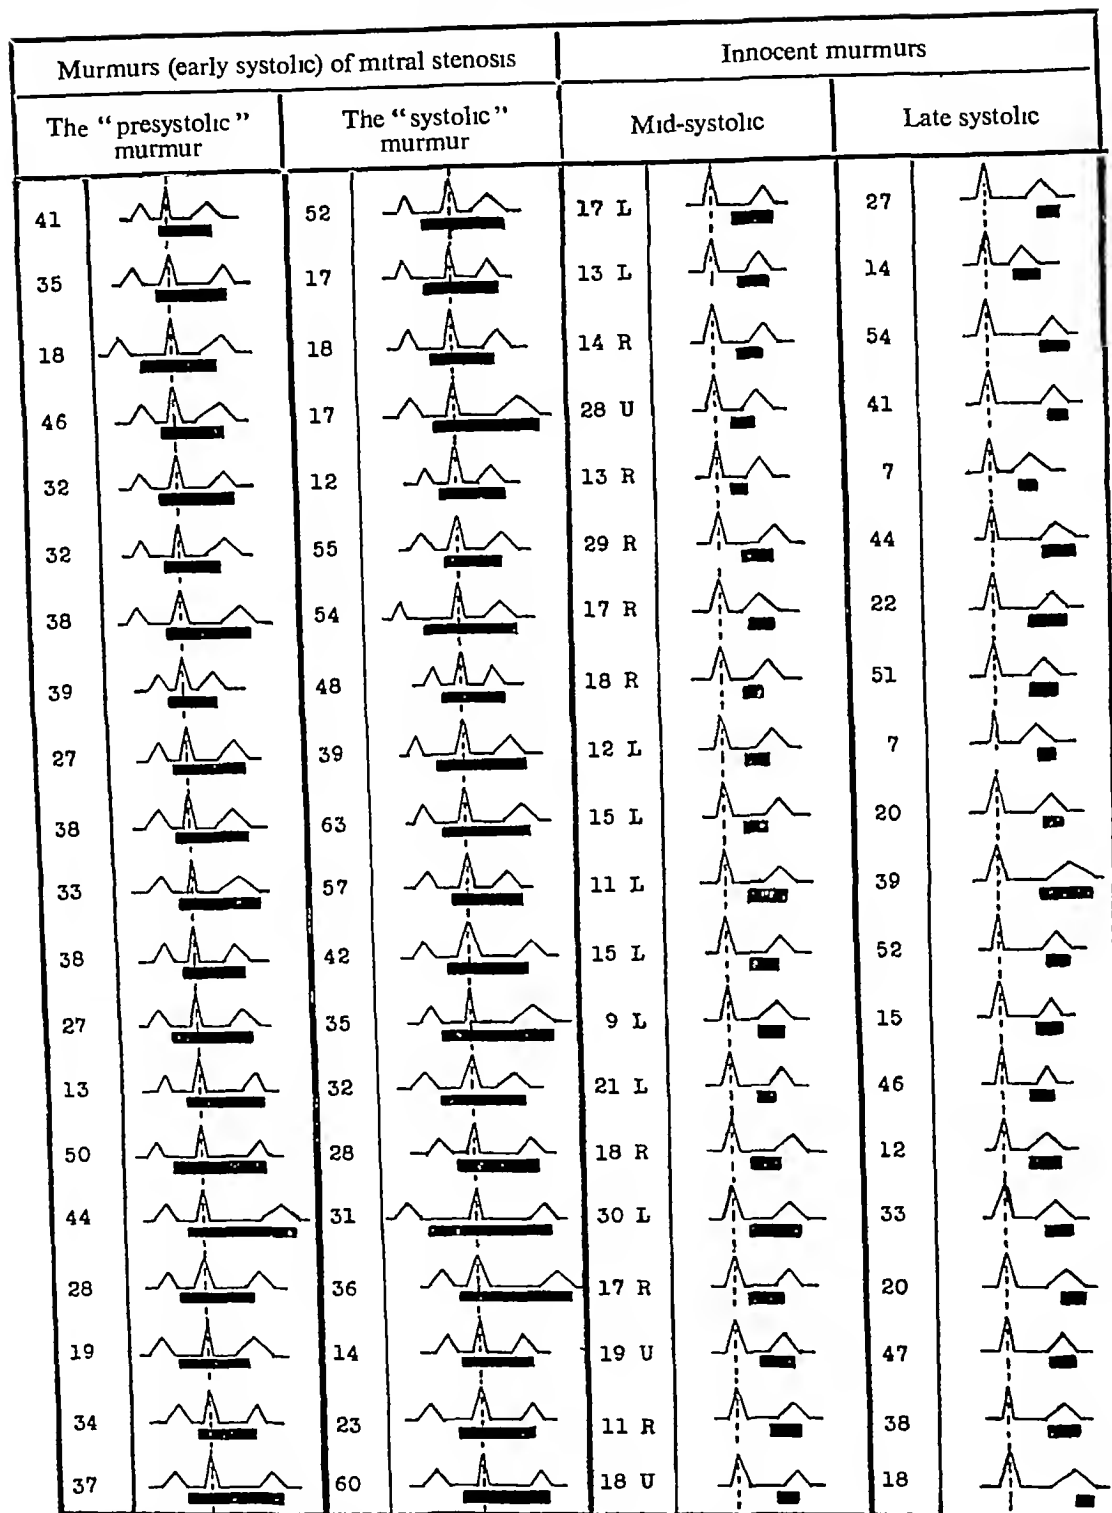 Murmurs (early systolic) of mitral stenosis Innocent murmurs
The "presystolic" murmur The "systolic" murmur Mid-systolic Late systolic
41 52 17 L 27
35 17 13 L 14
18 18 14 R 54
46 17 28 U 41
32 12 13 R 7
32 55 29 R 44
38 54 17 R 22
39 48 18 R 51
27 39 12 L 7
38 63 15 L 20
33 57 11 L 39
38 42 15 L 52
27 35 9 L 15
13 32 21 L 46
50 28 18 R 12
44 31 30 L 33
28 36 17 R 20
19 14 19 U 47
34 23 11 R 38
37 60 18 U 18